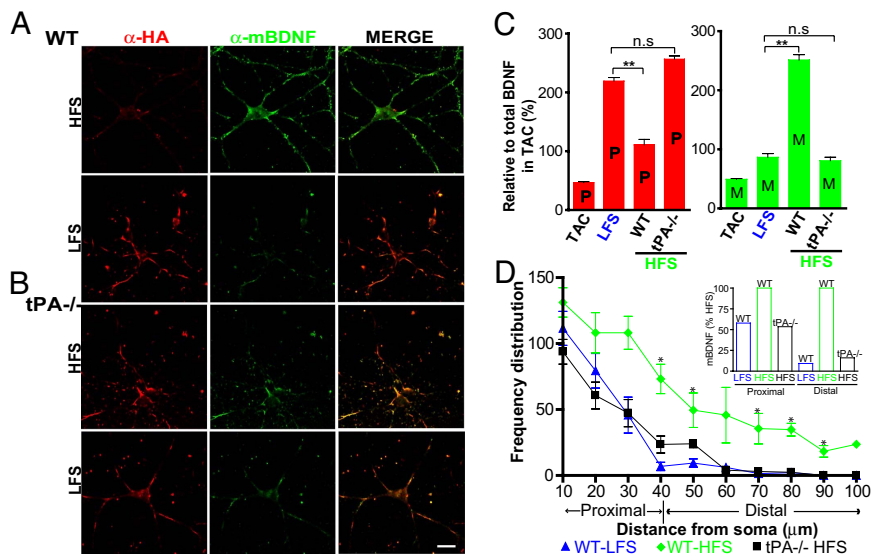 A
WT
α-HA
α-mBDNF
MERGE
HFS
LFS
B
tPA-/-
HFS
LFS
C
Relative to total BDNF
in TAC (%)
300
200
100
0
n.s
**
P
P
P
P
TAC
LFS
WT
tPA-/-
HFS
300
200
100
0
n.s
**
M
M
M
M
TAC
LFS
WT
tPA-/-
HFS
D
Frequency distribution
150
100
50
0
*
*
*
*
*
10 20 30 40 50 60 70 80 90 100
←Proximal→ ←Distal→
Distance from soma (μm)
WT-LFS WT-HFS tPA-/- HFS
mBDNF (% HFS)
100
80
60
40
20
0
WT WT tPA-/- WT WT tPA-/-
LFS HFS HFS LFS HFS HFS
Proximal Distal